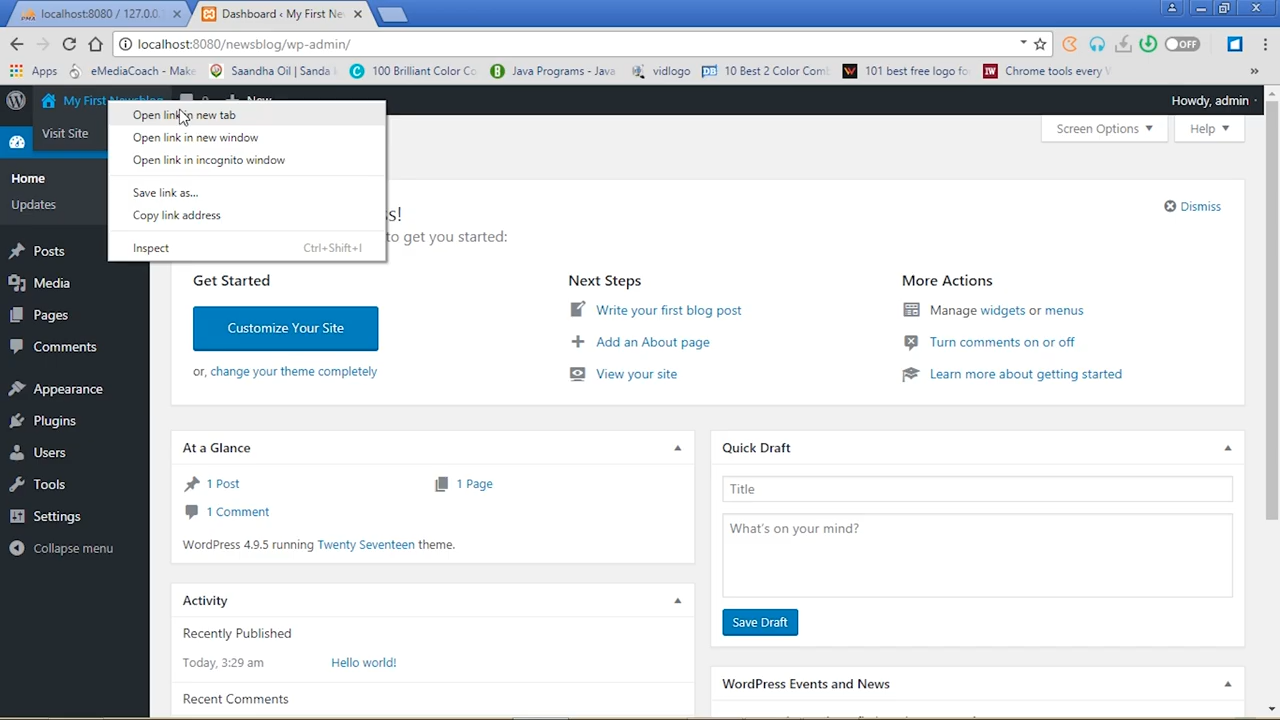 localhost:8080 / 127.0.0.
Dashboard ‹ My First Ne
localhost:8080/newsblog/wp-admin/
OFF
Apps
eMediaCoach - Make
Saandha Oil | Sanda
100 Brilliant Color Co
Java Programs - Java
vidlogo
10 Best 2 Color Comb
101 best free logo fo
Chrome tools every
»
My First Newsblog
New
Howdy, admin
Open link in new tab
Open link in new window
Open link in incognito window
Save link as...
Copy link address
Inspect Ctrl+Shift+I
Visit Site
Screen Options
Help
Home
Updates
Posts
Media
Pages
Comments
Appearance
Plugins
Users
Tools
Settings
Collapse menu
s!
to get you started:
Dismiss
Get Started
Customize Your Site
or, change your theme completely
Next Steps
Write your first blog post
Add an About page
View your site
More Actions
Manage widgets or menus
Turn comments on or off
Learn more about getting started
At a Glance
1 Post
1 Page
1 Comment
WordPress 4.9.5 running Twenty Seventeen theme.
Activity
Recently Published
Today, 3:29 am Hello world!
Recent Comments
Quick Draft
Title
What's on your mind?
Save Draft
WordPress Events and News